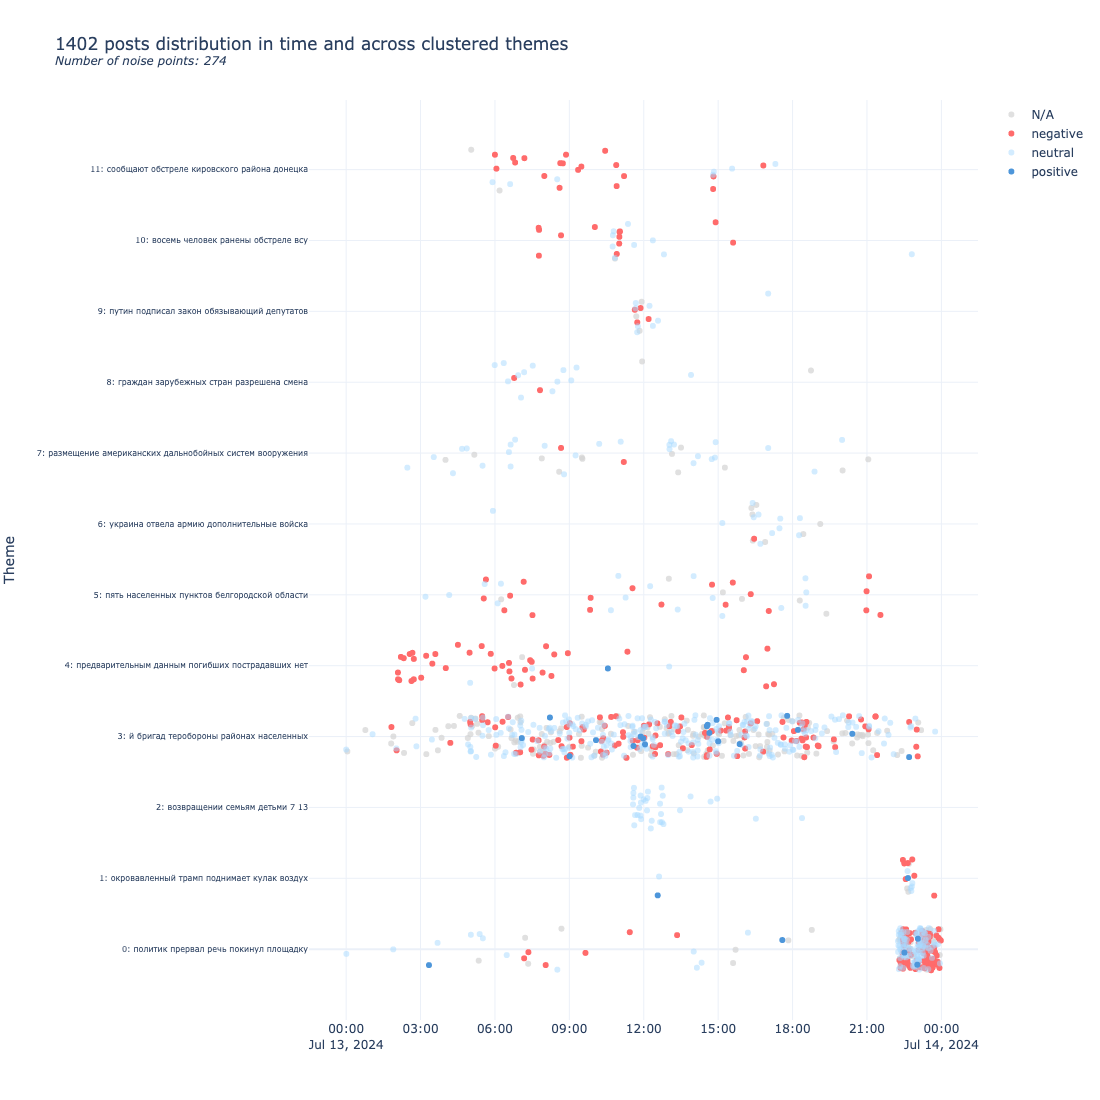 1402 posts distribution in time and across clustered themes
Number of noise points: 274
N/A
negative
neutral
positive
Theme
11: сообщают обстреле кировского района донецка
10: восемь человек ранены обстреле всу
9: путин подписал закон обязывающий депутатов
8: граждан зарубежных стран разрешена смена
7: размещение американских дальнобойных систем вооружения
6: украина отвела армию дополнительные войска
5: пять населенных пунктов белгородской области
4: предварительным данным погибших пострадавших нет
3: й бригад теробороны районах населенных
2: возвращении семьям детьми 7 13
1: окровавленный трамп поднимает кулак воздух
0: политик прервал речь покинул площадку
00:00 03:00 06:00 09:00 12:00 15:00 18:00 21:00 00:00
Jul 13, 2024 Jul 14, 2024